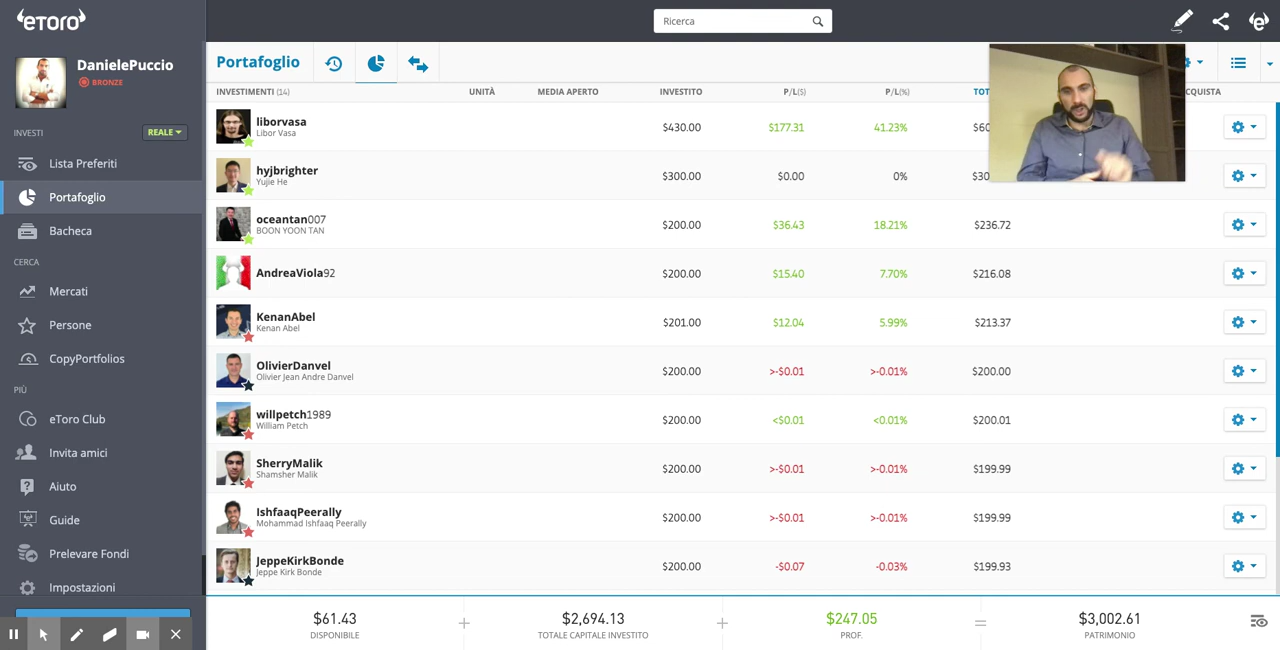 eToro
Ricerca
DanielePuccio
BRONZE
INVESTI
REALE
Lista Preferiti
Portafoglio
Bacheca
CERCA
Mercati
Persone
CopyPortfolios
PIÙ
eToro Club
Invita amici
Aiuto
Guide
Prelevare Fondi
Impostazioni
Portafoglio
INVESTIMENTI (14) UNITÀ MEDIA APERTO INVESTITO P/L($) P/L(%)
liborvasa
Libor Vasa
$430.00 $177.31 41.23%
hyjbrighter
Yujie He
$300.00 $0.00 0%
oceantan007
BOON YOON TAN
$200.00 $36.43 18.21% $236.72
AndreaViola92
$200.00 $15.40 7.70% $216.08
KenanAbel
Kenan Abel
$201.00 $12.04 5.99% $213.37
OlivierDanvel
Olivier Jean Andre Danvel
$200.00 >-$0.01 >-0.01% $200.00
willpetch1989
William Petch
$200.00 <$0.01 <0.01% $200.01
SherryMalik
Shamsher Malik
$200.00 >-$0.01 >-0.01% $199.99
IshfaaqPeerally
Mohammad Ishfaaq Peerally
$200.00 >-$0.01 >-0.01% $199.99
JeppeKirkBonde
Jeppe Kirk Bonde
$200.00 -$0.07 -0.03% $199.93
$61.43 + $2,694.13 + $247.05 = $3,002.61
DISPONIBILE TOTALE CAPITALE INVESTITO PROF. PATRIMONIO